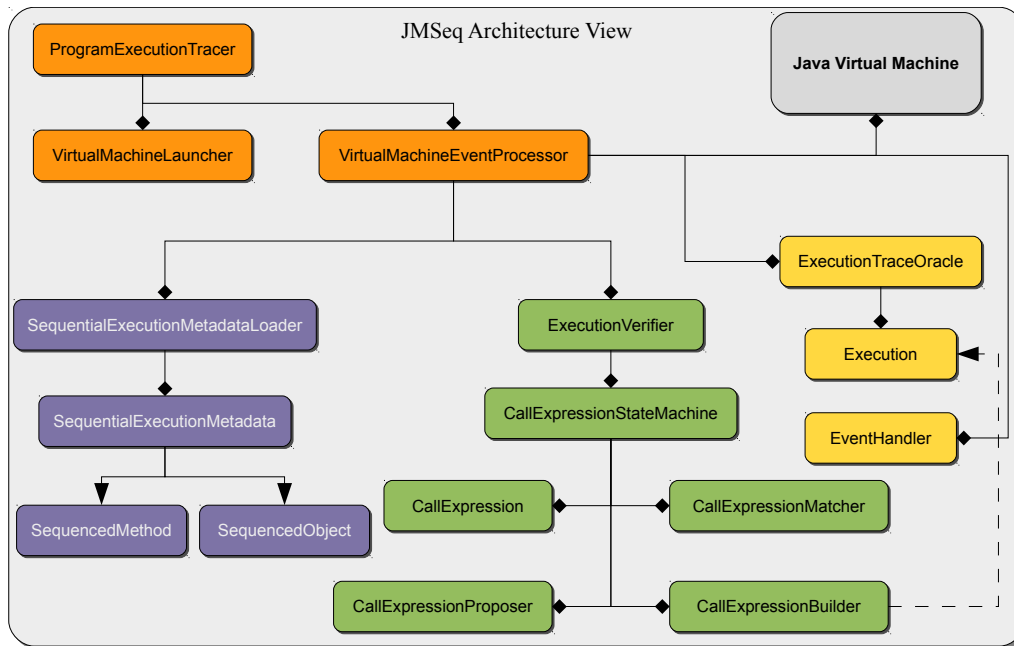 JMSeq Architecture View
ProgramExecutionTracer
Java Virtual Machine
VirtualMachineLauncher
VirtualMachineEventProcessor
ExecutionTraceOracle
SequentialExecutionMetadataLoader
ExecutionVerifier
Execution
SequentialExecutionMetadata
CallExpressionStateMachine
EventHandler
CallExpression
CallExpressionMatcher
SequencedMethod
SequencedObject
CallExpressionProposer
CallExpressionBuilder